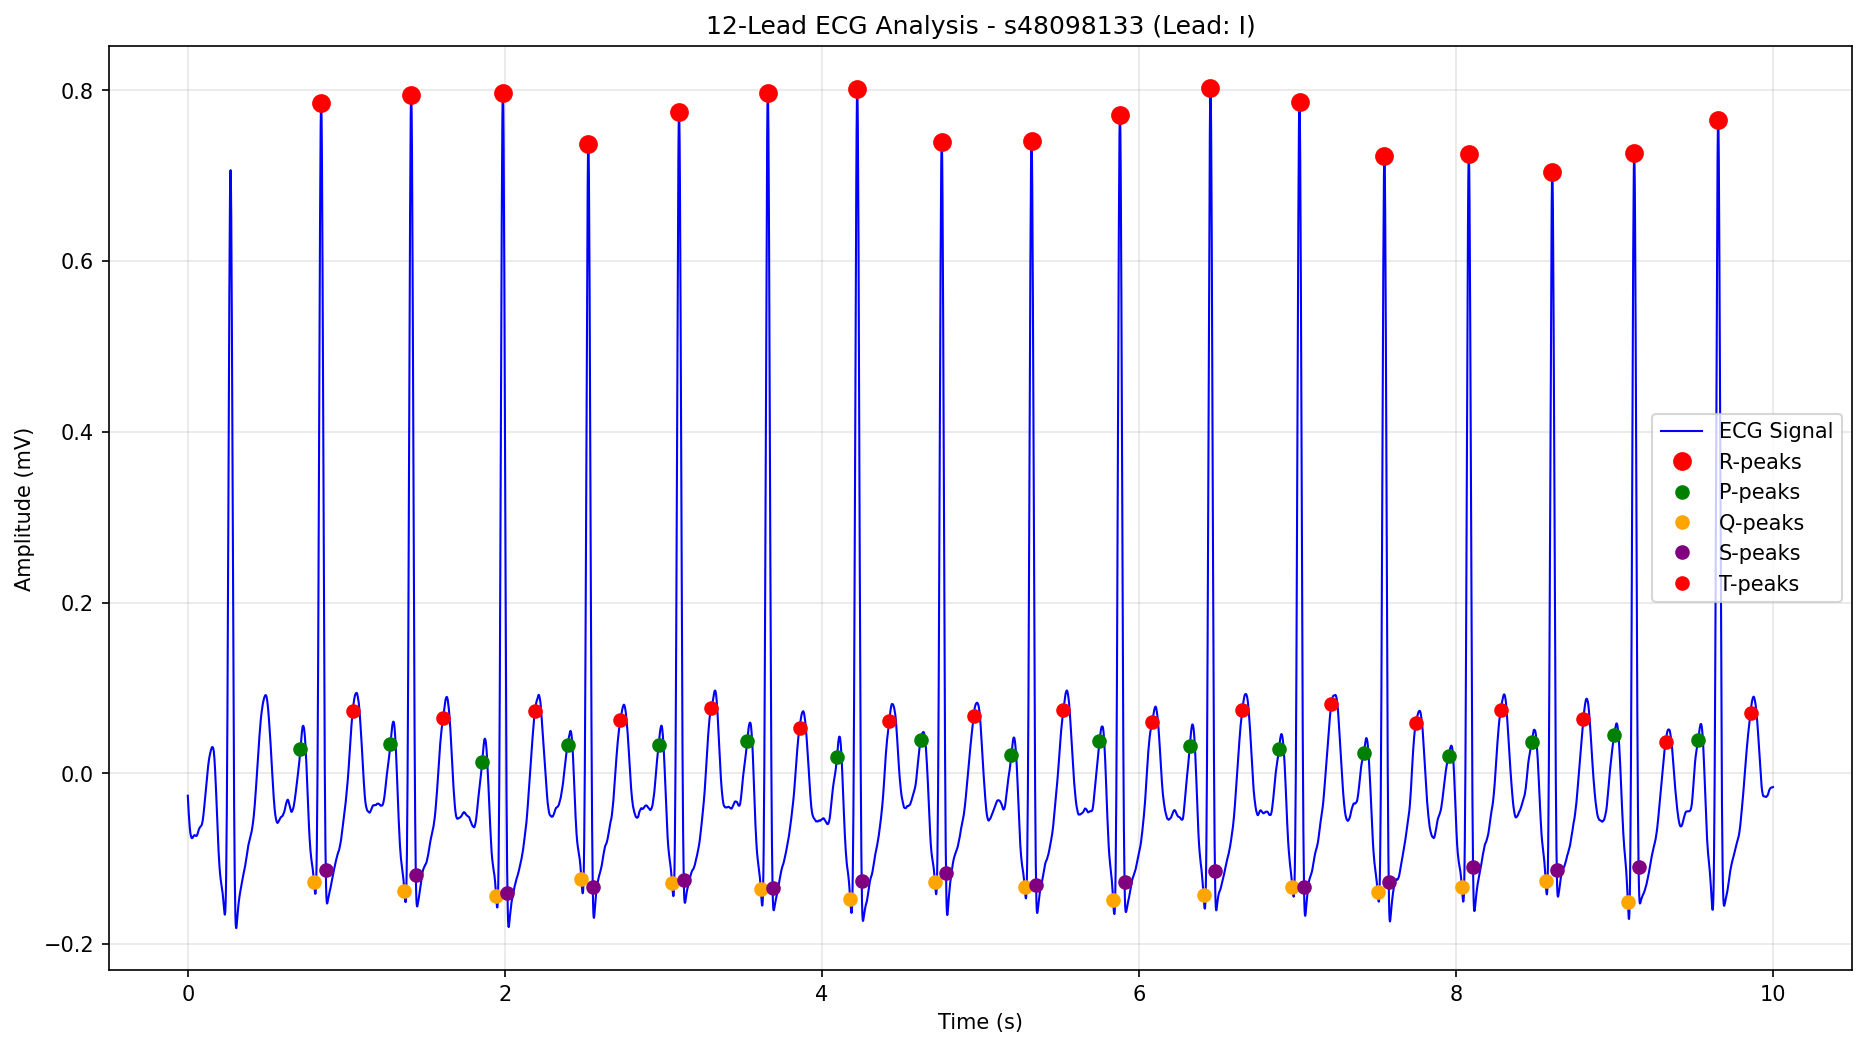 12-Lead ECG Analysis - s48098133 (Lead: I)
Amplitude (mV)
0.8
0.6
0.4
0.2
0.0
−0.2
ECG Signal
R-peaks
P-peaks
Q-peaks
S-peaks
T-peaks
0 2 4 6 8 10
Time (s)